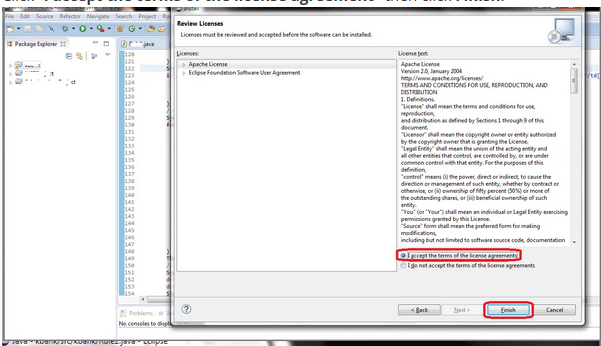 "I accept the terms of the license agreement" then click Finish.
File Edit Source Refactor Navigate Search Project
Package Explorer
.java
120
122
123
127
128
129
130
131
132
133
134
135
136
137
138
139
140
141
142
143
144
145
146
147
148
149
150
151
152
153
154
Problems
No consoles to displ
Install
Review Licenses
Licenses must be reviewed and accepted before the software can be installed.
Licenses:
Apache License
Eclipse Foundation Software User Agreement
License text:
Apache License
Version 2.0, January 2004
http://www.apache.org/licenses/
TERMS AND CONDITIONS FOR USE, REPRODUCTION, AND
DISTRIBUTION
1. Definitions.
"License" shall mean the terms and conditions for use,
reproduction,
and distribution as defined by Sections 1 through 9 of this
document.
"Licensor" shall mean the copyright owner or entity authorized
by the copyright owner that is granting the License.
"Legal Entity" shall mean the union of the acting entity and
all other entities that control, are controlled by, or are under
common control with that entity. For the purposes of this
definition,
"control" means (i) the power, direct or indirect, to cause the
direction or management of such entity, whether by contract or
otherwise, or (ii) ownership of fifty percent (50%) or more of
the outstanding shares, or (iii) beneficial ownership of such
entity.
"You" (or "Your") shall mean an individual or Legal Entity exercising
permissions granted by this License.
"Source" form shall mean the preferred form for making
modifications,
including but not limited to software source code, documentation
I accept the terms of the license agreements
I do not accept the terms of the license agreements
/td[
< Back
Next >
Finish
Cancel
Java - kbank/src/kbank/Rule2.java - Eclipse